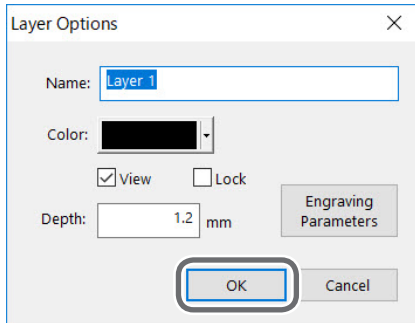 Layer Options
Name: Layer 1
Color:
View Lock
Depth: 1.2 mm
Engraving
Parameters
OK Cancel